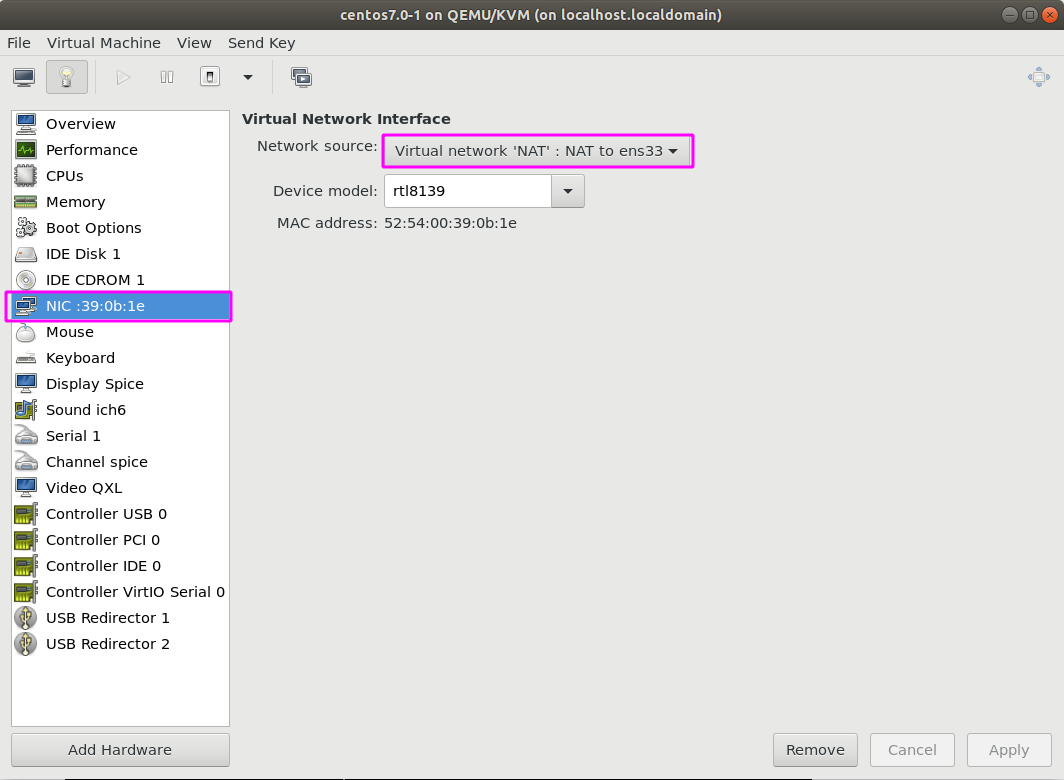 centos7.0-1 on QEMU/KVM (on localhost.localdomain)
File Virtual Machine View Send Key
Overview
Performance
CPUs
Memory
Boot Options
IDE Disk 1
IDE CDROM 1
NIC :39:0b:1e
Mouse
Keyboard
Display Spice
Sound ich6
Serial 1
Channel spice
Video QXL
Controller USB 0
Controller PCI 0
Controller IDE 0
Controller VirtIO Serial 0
USB Redirector 1
USB Redirector 2
Add Hardware
Virtual Network Interface
Network source: Virtual network 'NAT' : NAT to ens33
Device model: rtl8139
MAC address: 52:54:00:39:0b:1e
Remove Cancel Apply